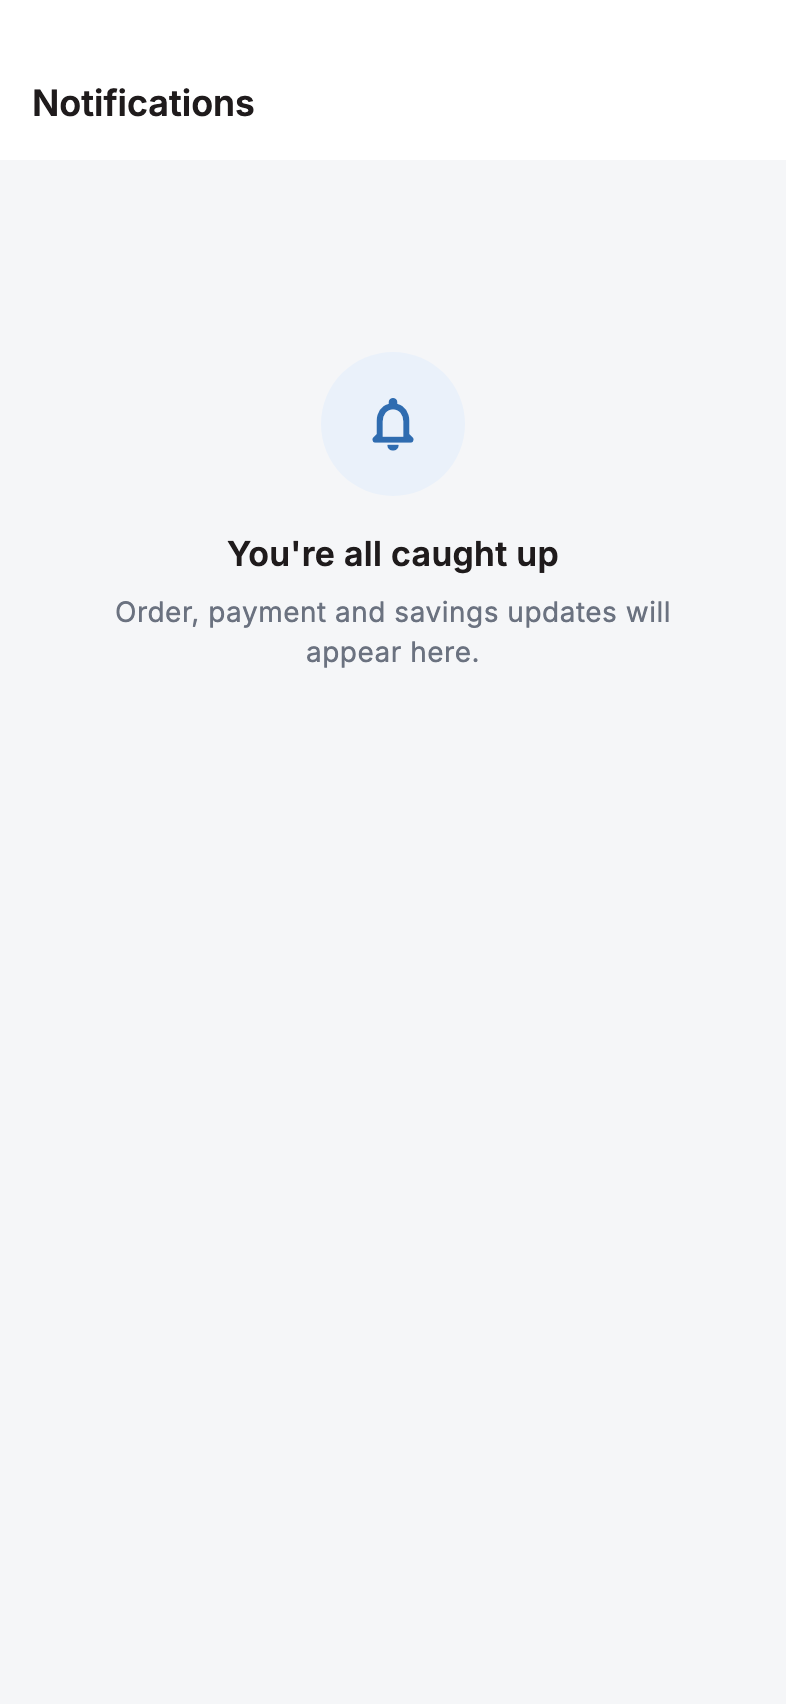 Notifications
You're all caught up
Order, payment and savings updates will
appear here.